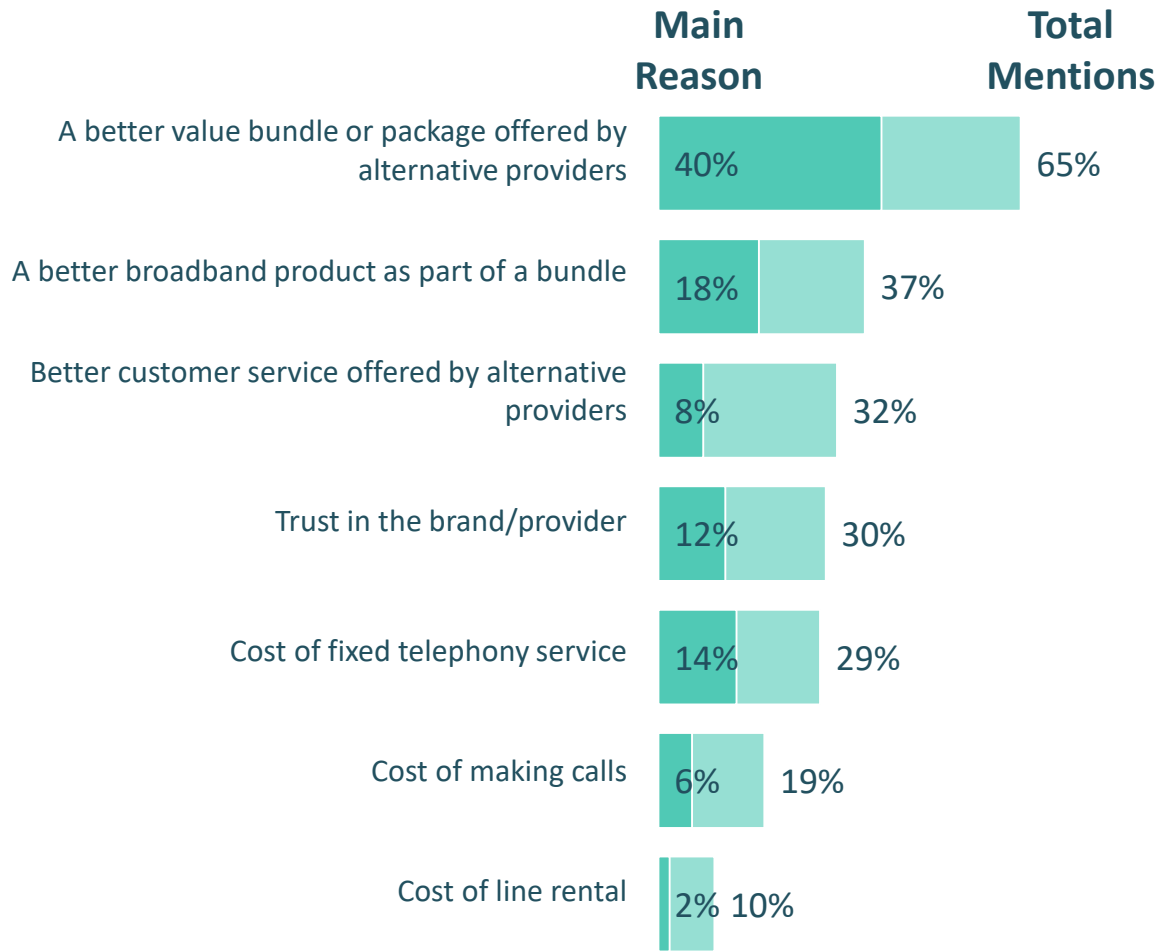 Main Reason
Total Mentions
A better value bundle or package offered by
alternative providers
40%
65%
A better broadband product as part of a bundle
18%
37%
Better customer service offered by alternative
providers
8%
32%
Trust in the brand/provider
12%
30%
Cost of fixed telephony service
14%
29%
Cost of making calls
6%
19%
Cost of line rental
2%
10%